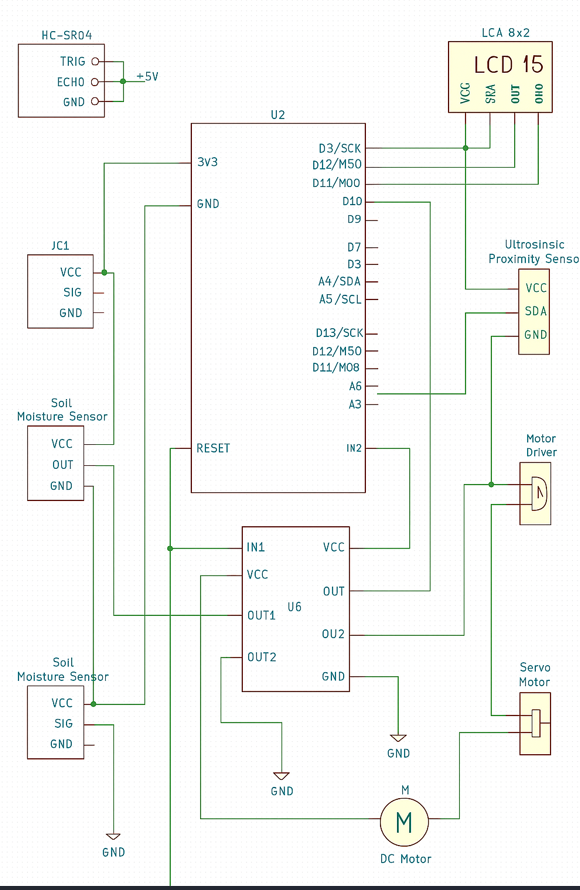 HC-SR04
TRIG
ECHO
GND
+5V
LCA 8x2
LCD 15
VCG
SRA
OUT
OHO
U2
3V3
GND
RESET
D3/SCK
D12/M50
D11/MOO
D10
D9
D7
D3
A4/SDA
A5/SCL
D13/SCK
D12/M50
D11/MO8
A6
A3
IN2
JC1
VCC
SIG
GND
Ultrosinsic
Proximity Senso
VCC
SDA
GND
Soil
Moisture Sensor
VCC
OUT
GND
Motor
Driver
U6
IN1
VCC
OUT1
OUT2
VCC
OUT
OU2
GND
Soil
Moisture Sensor
VCC
SIG
GND
Servo
Motor
GND
GND
GND
M
M
DC Motor